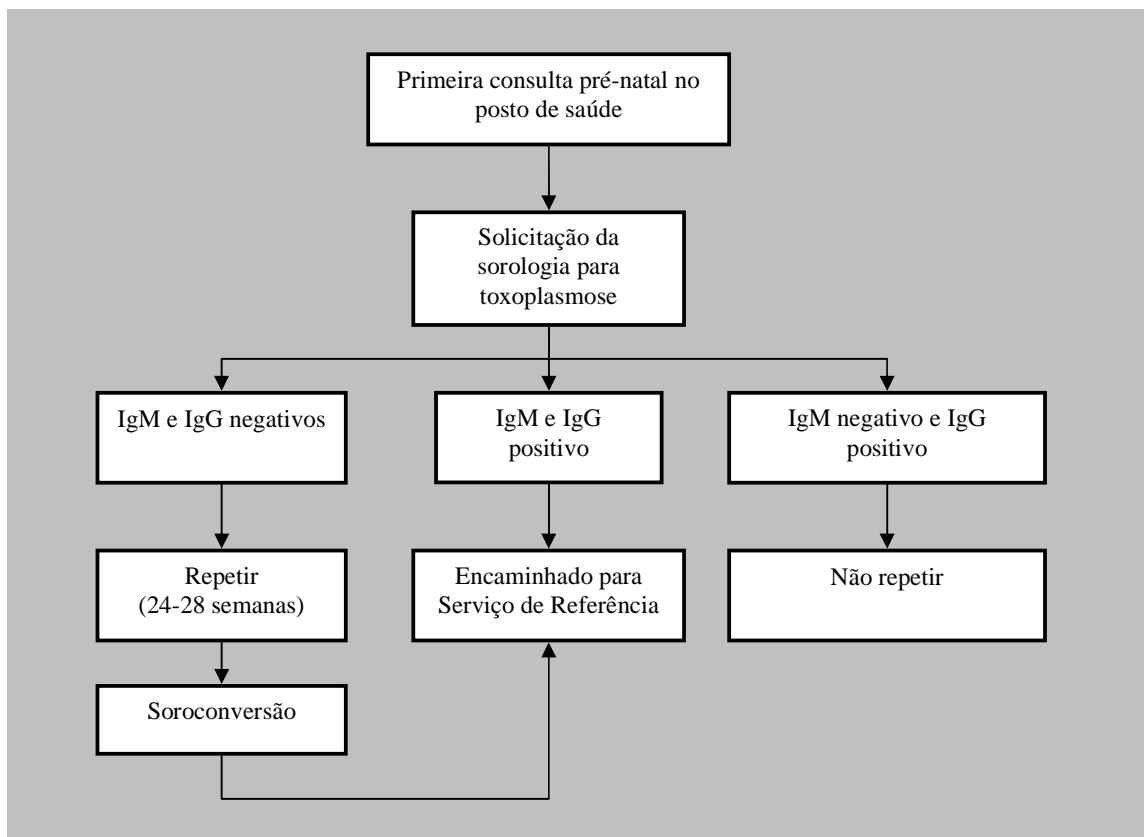 Primeira consulta pré-natal no
posto de saúde
Solicitação da
sorologia para
toxoplasmose
IgM e IgG negativos
IgM e IgG
positivo
IgM negativo e IgG
positivo
Repetir
(24-28 semanas)
Encaminhado para
Serviço de Referência
Não repetir
Soroconversão